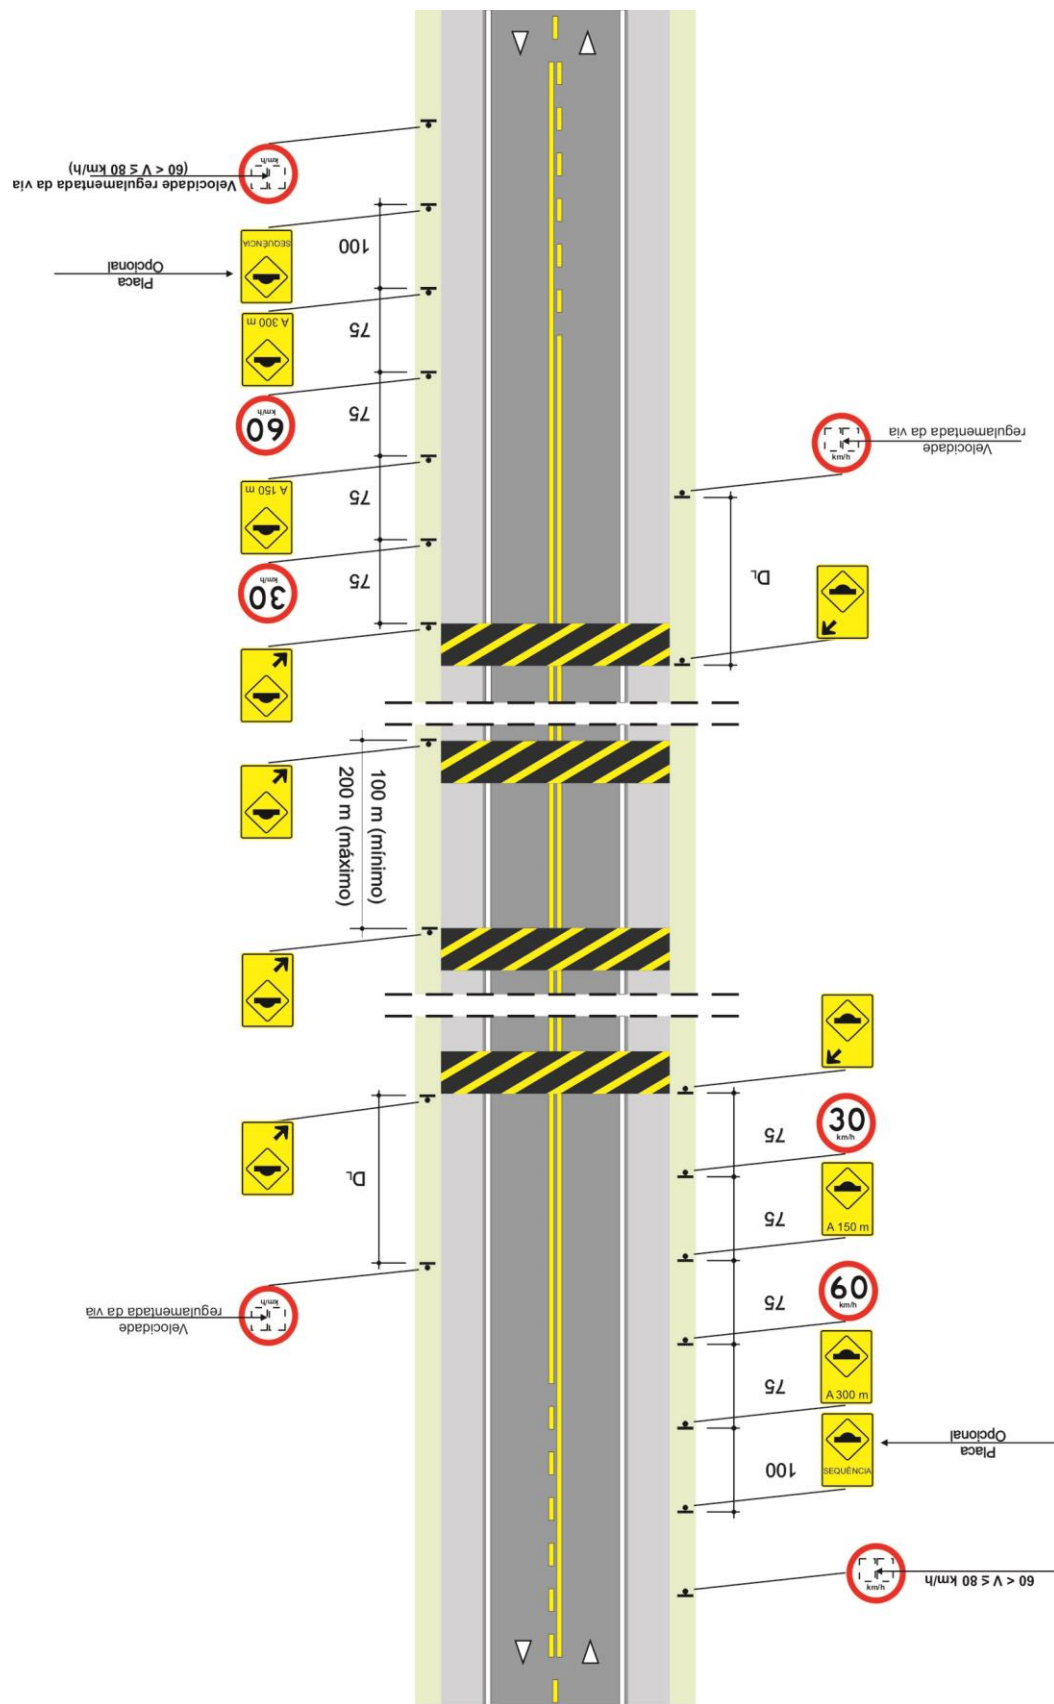 Velocidade regulamentada da via
(60 < V ≤ 80 km/h)
km/h
SEQUÊNCIA
Placa
Opcional
100
A 300 m
75
60
km/h
75
A 150 m
75
30
km/h
75
Velocidade
regulamentada da via
km/h
DL
100 m (mínimo)
200 m (máximo)
DL
Velocidade
regulamentada da via
km/h
30
km/h
75
A 150 m
75
60
km/h
75
A 300 m
75
SEQUÊNCIA
100
Placa
Opcional
km/h
60 < V ≤ 80 km/h